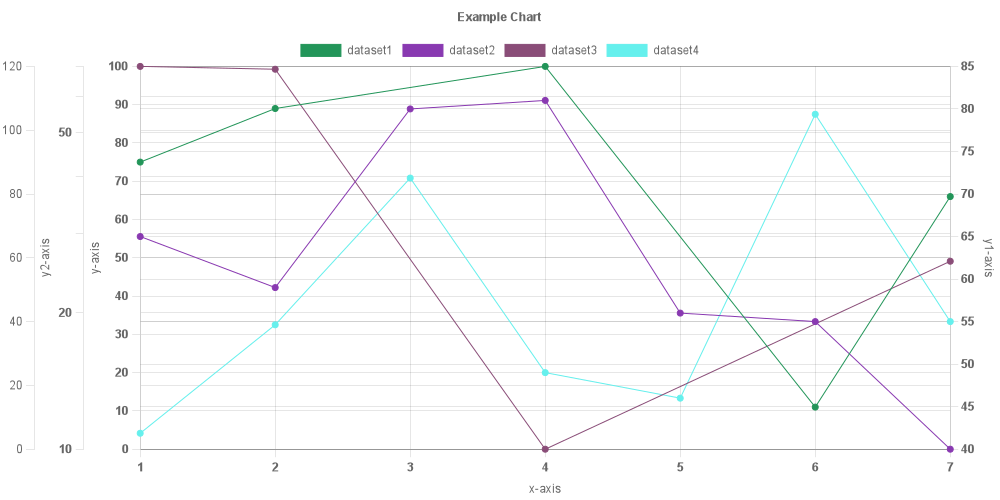 Example Chart
dataset1 dataset2 dataset3 dataset4
120 100 85
90 80
100 50 80 75
80 70 70
60 65
y2-axis y-axis y1-axis
60 50 60
40 20 40 55
30 50
20 20 45
10
0 10 0 40
1 2 3 4 5 6 7
x-axis